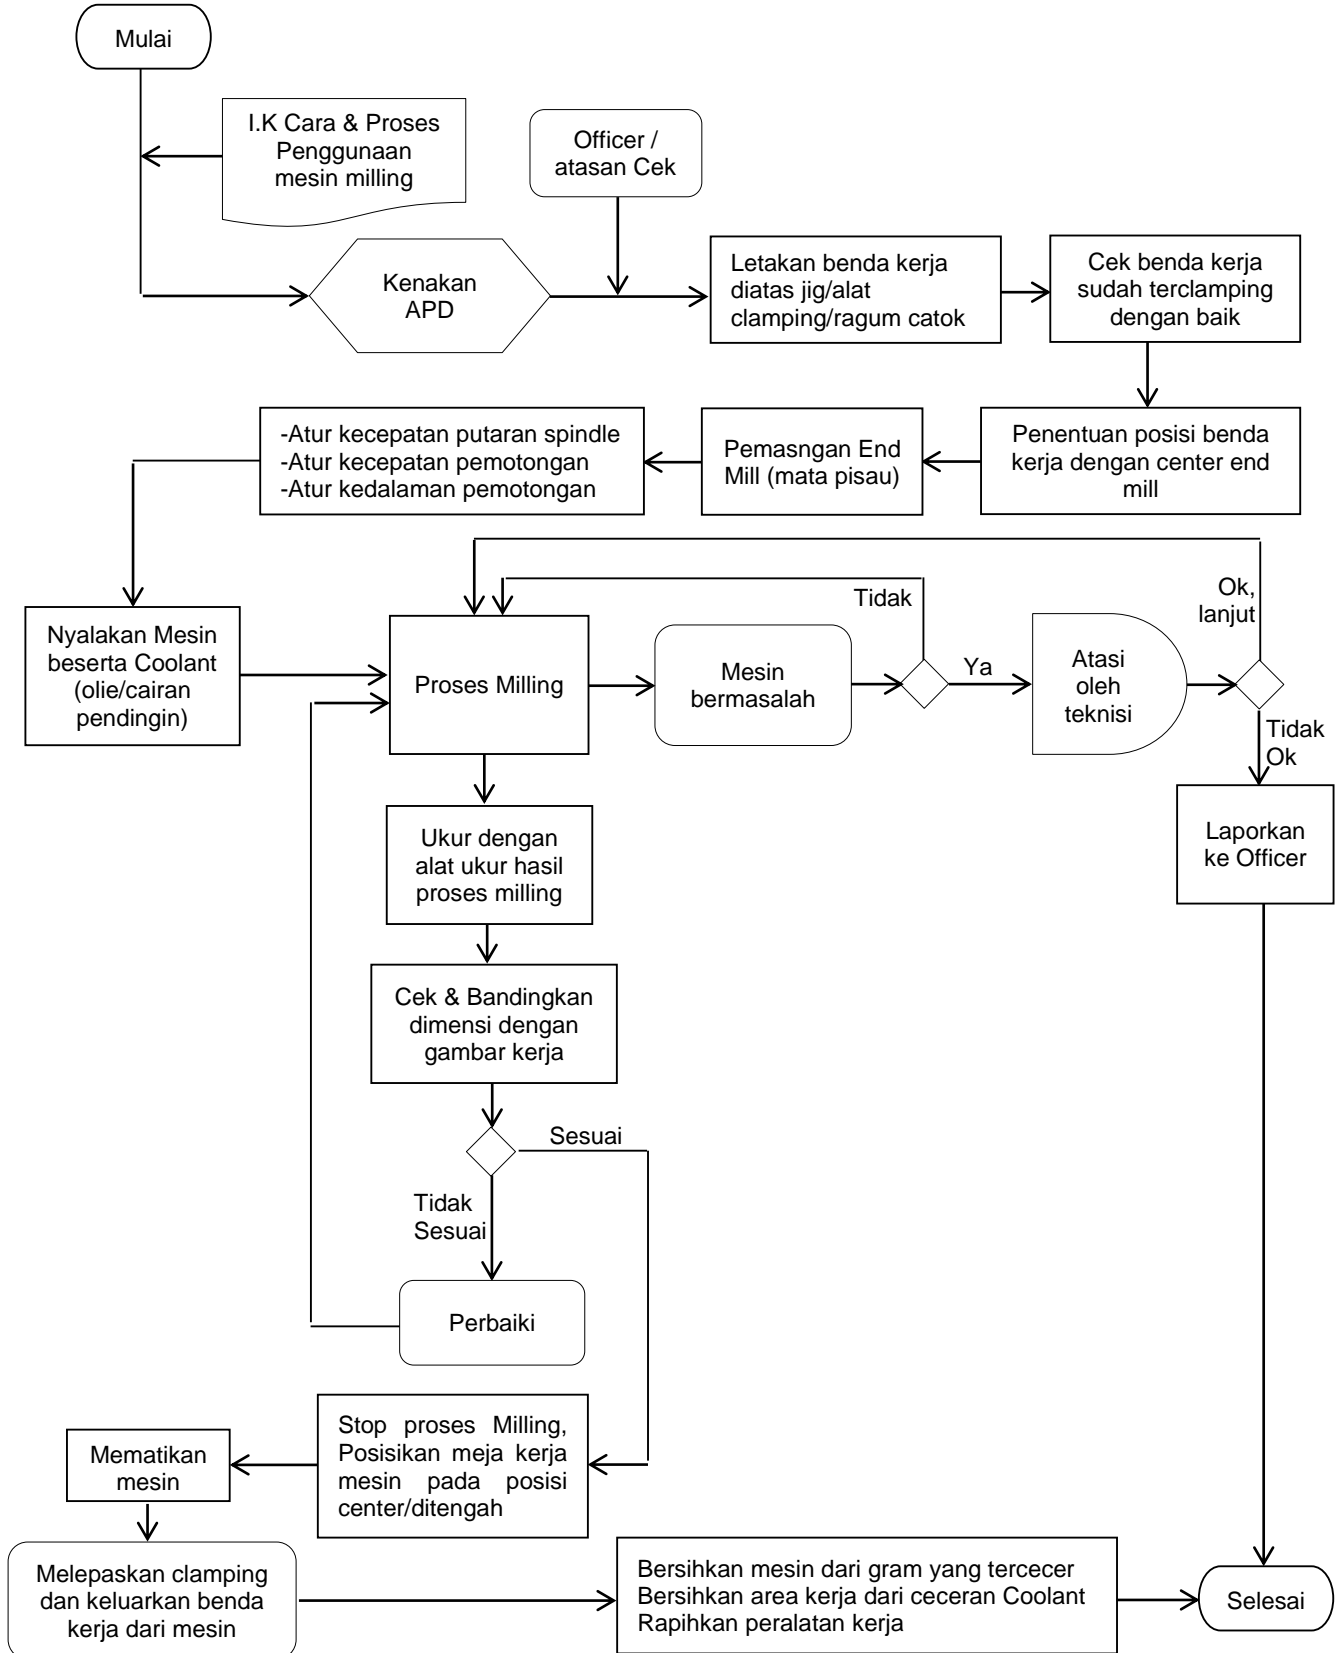 Mulai
I.K Cara & Proses
Penggunaan
mesin milling
Officer /
atasan Cek
Kenakan
APD
Letakan benda kerja
diatas jig/alat
clamping/ragum catok
Cek benda kerja
sudah terclamping
dengan baik
Penentuan posisi benda
kerja dengan center end
mill
Pemasngan End
Mill (mata pisau)
-Atur kecepatan putaran spindle
-Atur kecepatan pemotongan
-Atur kedalaman pemotongan
Nyalakan Mesin
beserta Coolant
(olie/cairan
pendingin)
Proses Milling
Mesin
bermasalah
Tidak
Ya
Atasi
oleh
teknisi
Ok,
lanjut
Tidak
Ok
Laporkan
ke Officer
Ukur dengan
alat ukur hasil
proses milling
Cek & Bandingkan
dimensi dengan
gambar kerja
Sesuai
Tidak
Sesuai
Perbaiki
Stop proses Milling,
Posisikan meja kerja
mesin pada posisi
center/ditengah
Mematikan
mesin
Melepaskan clamping
dan keluarkan benda
kerja dari mesin
Bersihkan mesin dari gram yang tercecer
Bersihkan area kerja dari ceceran Coolant
Rapihkan peralatan kerja
Selesai